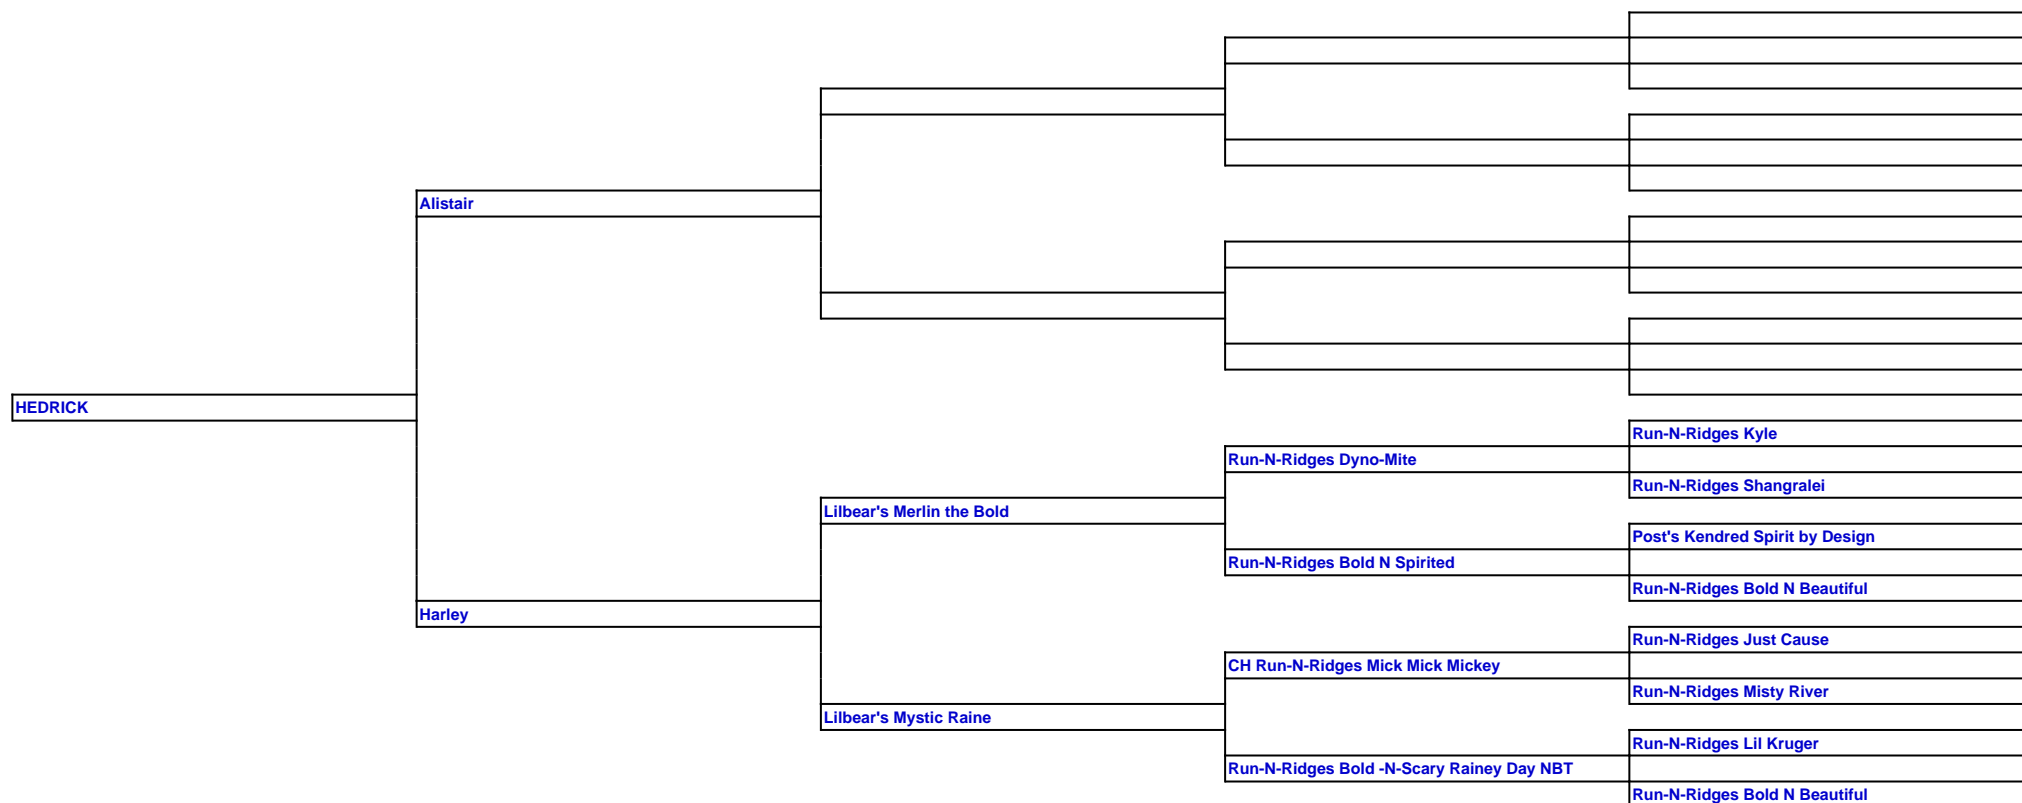 Alistair
HEDRICK
Run-N-Ridges Kyle
Run-N-Ridges Dyno-Mite
Run-N-Ridges Shangralei
Lilbear's Merlin the Bold
Post's Kendred Spirit by Design
Run-N-Ridges Bold N Spirited
Run-N-Ridges Bold N Beautiful
Harley
Run-N-Ridges Just Cause
CH Run-N-Ridges Mick Mick Mickey
Run-N-Ridges Misty River
Lilbear's Mystic Raine
Run-N-Ridges Lil Kruger
Run-N-Ridges Bold -N-Scary Rainey Day NBT
Run-N-Ridges Bold N Beautiful